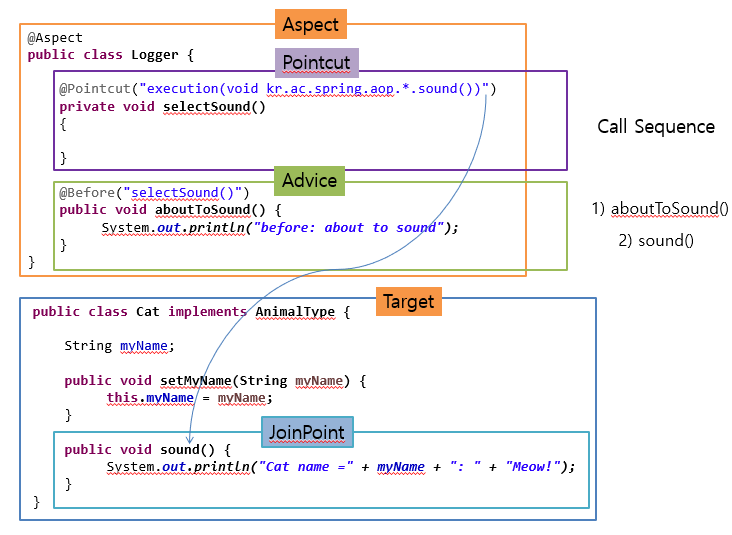 Aspect
@Aspect
public class Logger {
Pointcut
@Pointcut("execution(void kr.ac.spring.aop.*.sound())")
private void selectSound()
{
}
Advice
@Before("selectSound()")
public void aboutToSound() {
System.out.println("before: about to sound");
}
}
Call Sequence
1) aboutToSound()
2) sound()
Target
public class Cat implements AnimalType {
String myName;
public void setMyName(String myName) {
this.myName = myName;
}
JoinPoint
public void sound() {
System.out.println("Cat name =" + myName + ": " + "Meow!");
}
}